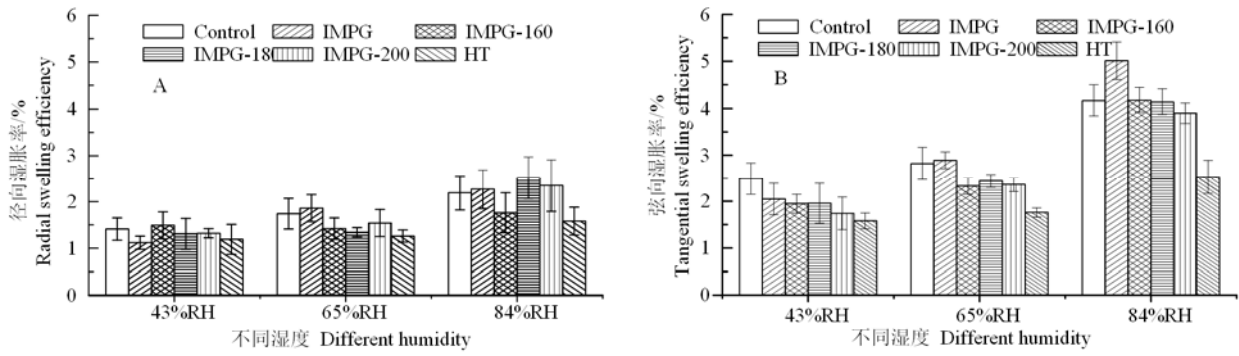 6
5
4
3
2
1
0
径向湿胀率/%
Radial swelling efficiency
Control IMPG IMPG-160
IMPG-180 IMPG-200 HT
A
43%RH 65%RH 84%RH
不同湿度 Different humidity
6
5
4
3
2
1
0
弦向湿胀率/%
Tangential swelling efficiency/%
Control IMPG IMPG-160
IMPG-180 IMPG-200 HT
B
43%RH 65%RH 84%RH
不同湿度 Different humidity